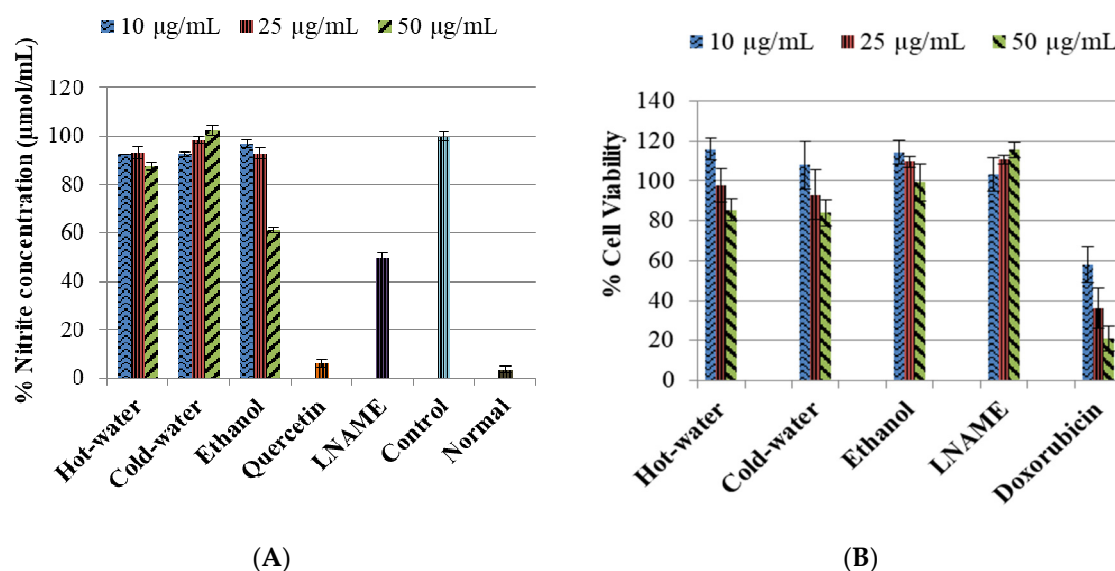 10 µg/mL 25 µg/mL 50 µg/mL
% Nitrite concentration (µmol/mL)
120
100
80
60
40
20
0
Hot-water
Cold-water
Ethanol
Quercetin
LNAME
Control
Normal
(A)
10 µg/mL 25 µg/mL 50 µg/mL
% Cell Viability
140
120
100
80
60
40
20
0
Hot-water
Cold-water
Ethanol
LNAME
Doxorubicin
(B)